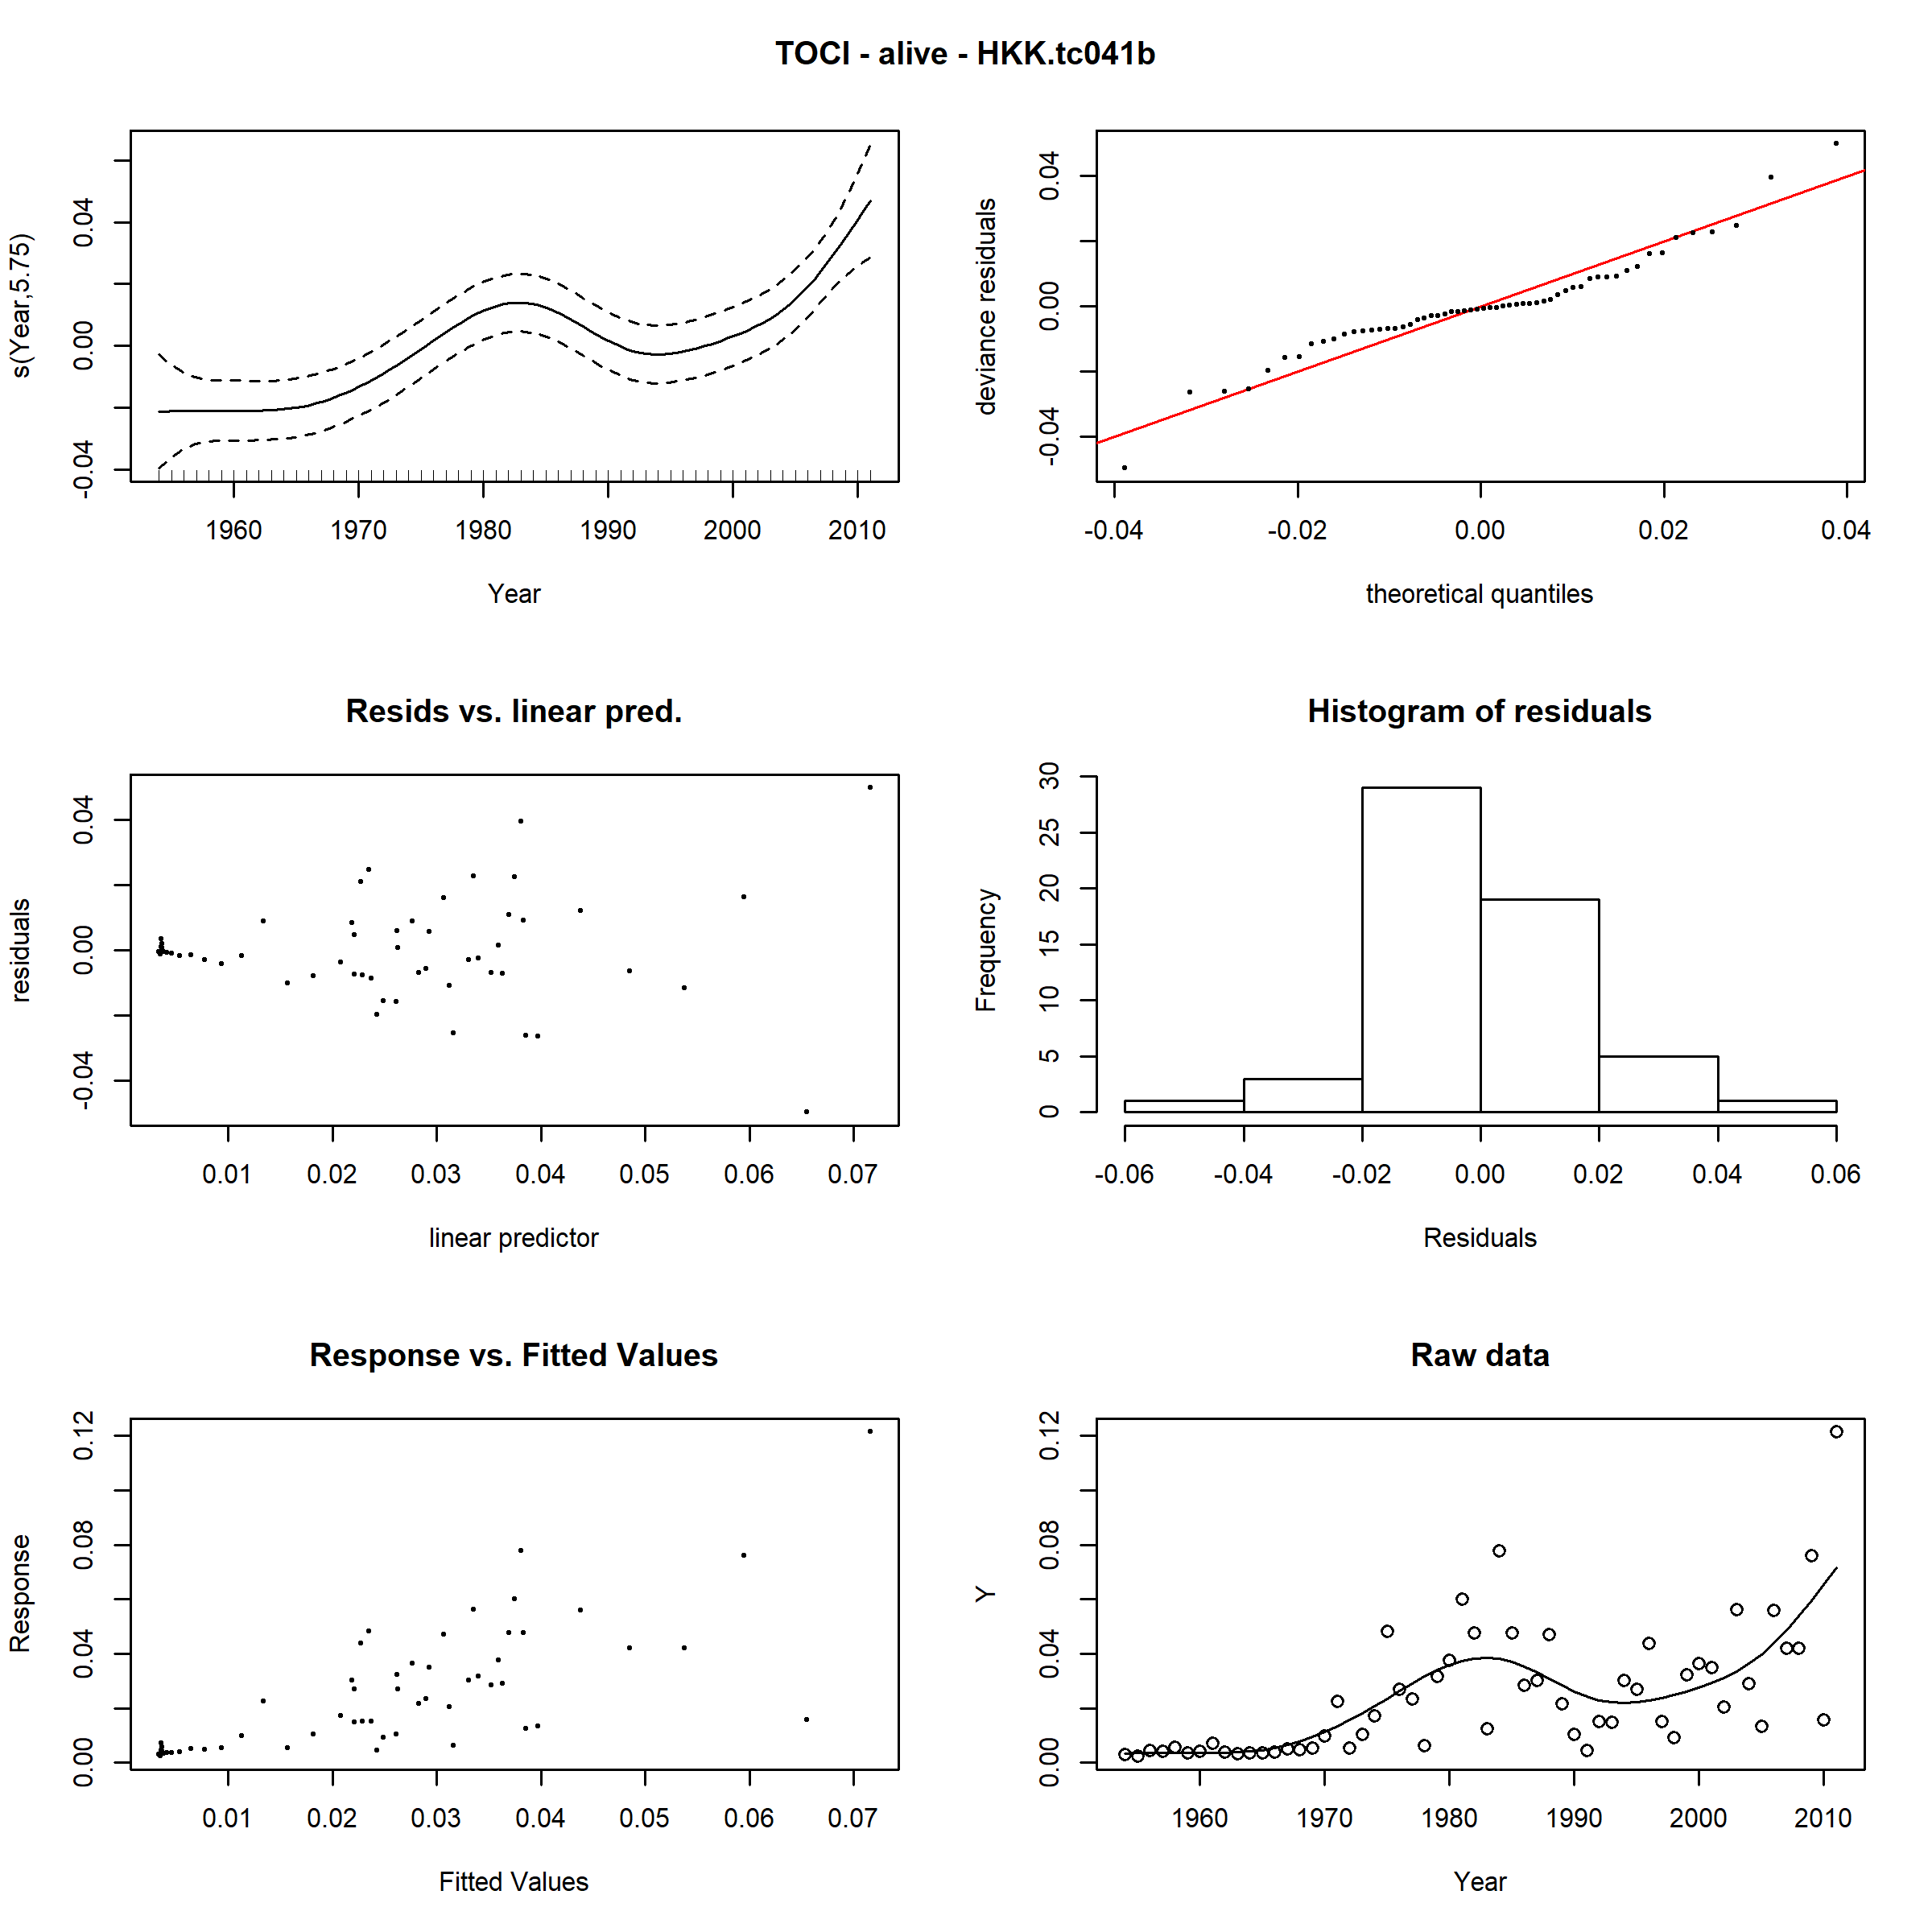 TOCI - alive - HKK.tc041b
s(Year,5.75)
-0.04 0.00 0.04
1960 1970 1980 1990 2000 2010
Year
deviance residuals
-0.04 0.00 0.04
-0.04 -0.02 0.00 0.02 0.04
theoretical quantiles
Resids vs. linear pred.
residuals
-0.04 0.00 0.04
0.01 0.02 0.03 0.04 0.05 0.06 0.07
linear predictor
Histogram of residuals
Frequency
0 5 10 15 20 25 30
-0.06 -0.04 -0.02 0.00 0.02 0.04 0.06
Residuals
Response vs. Fitted Values
Response
0.00 0.04 0.08 0.12
0.01 0.02 0.03 0.04 0.05 0.06 0.07
Fitted Values
Raw data
Y
0.00 0.04 0.08 0.12
1960 1970 1980 1990 2000 2010
Year